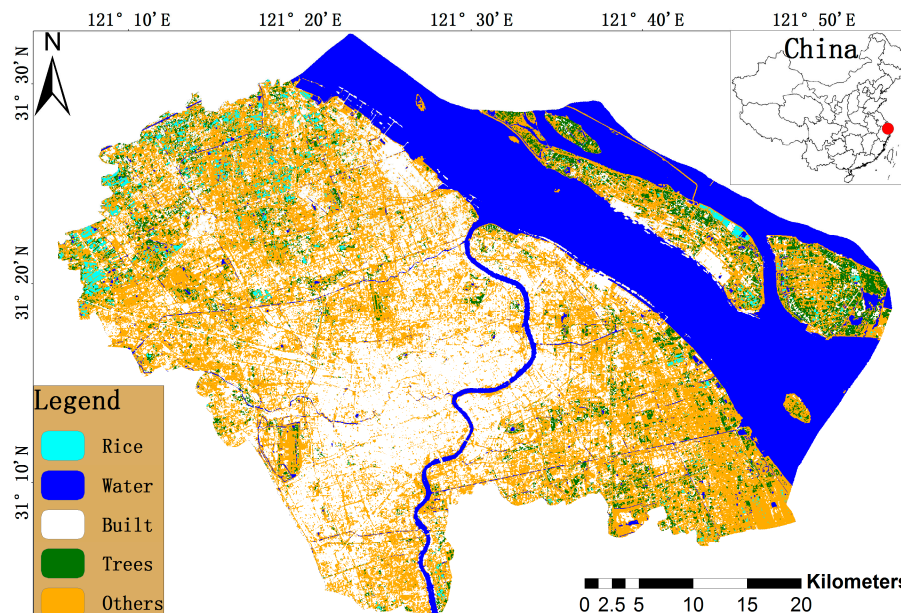 121° 10'E 121° 20'E 121° 30'E 121° 40'E 121° 50'E
N
China
31° 30'N
31° 20'N
31° 10'N
Legend
Rice
Water
Built
Trees
Others
Kilometers
0 2.5 5 10 15 20